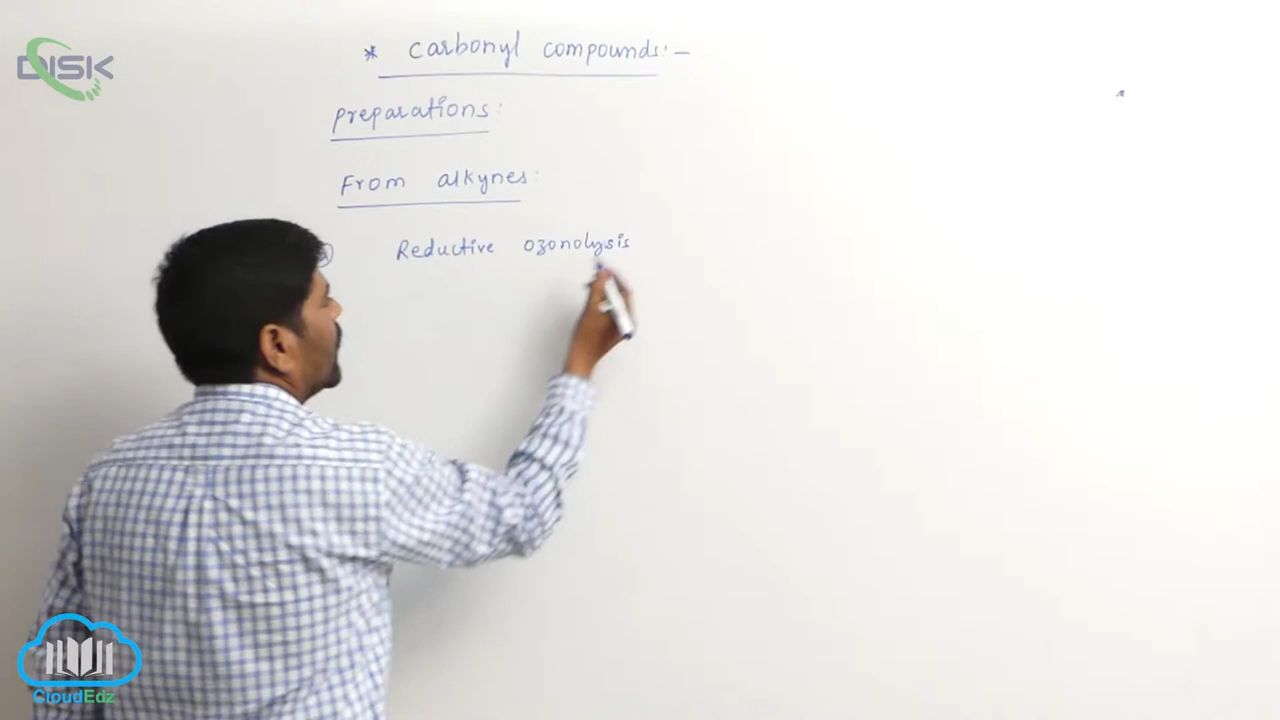 DISK
* Carbonyl compounds:-
preparations:
From alkynes:
a) Reductive ozonolysis
CloudEdz